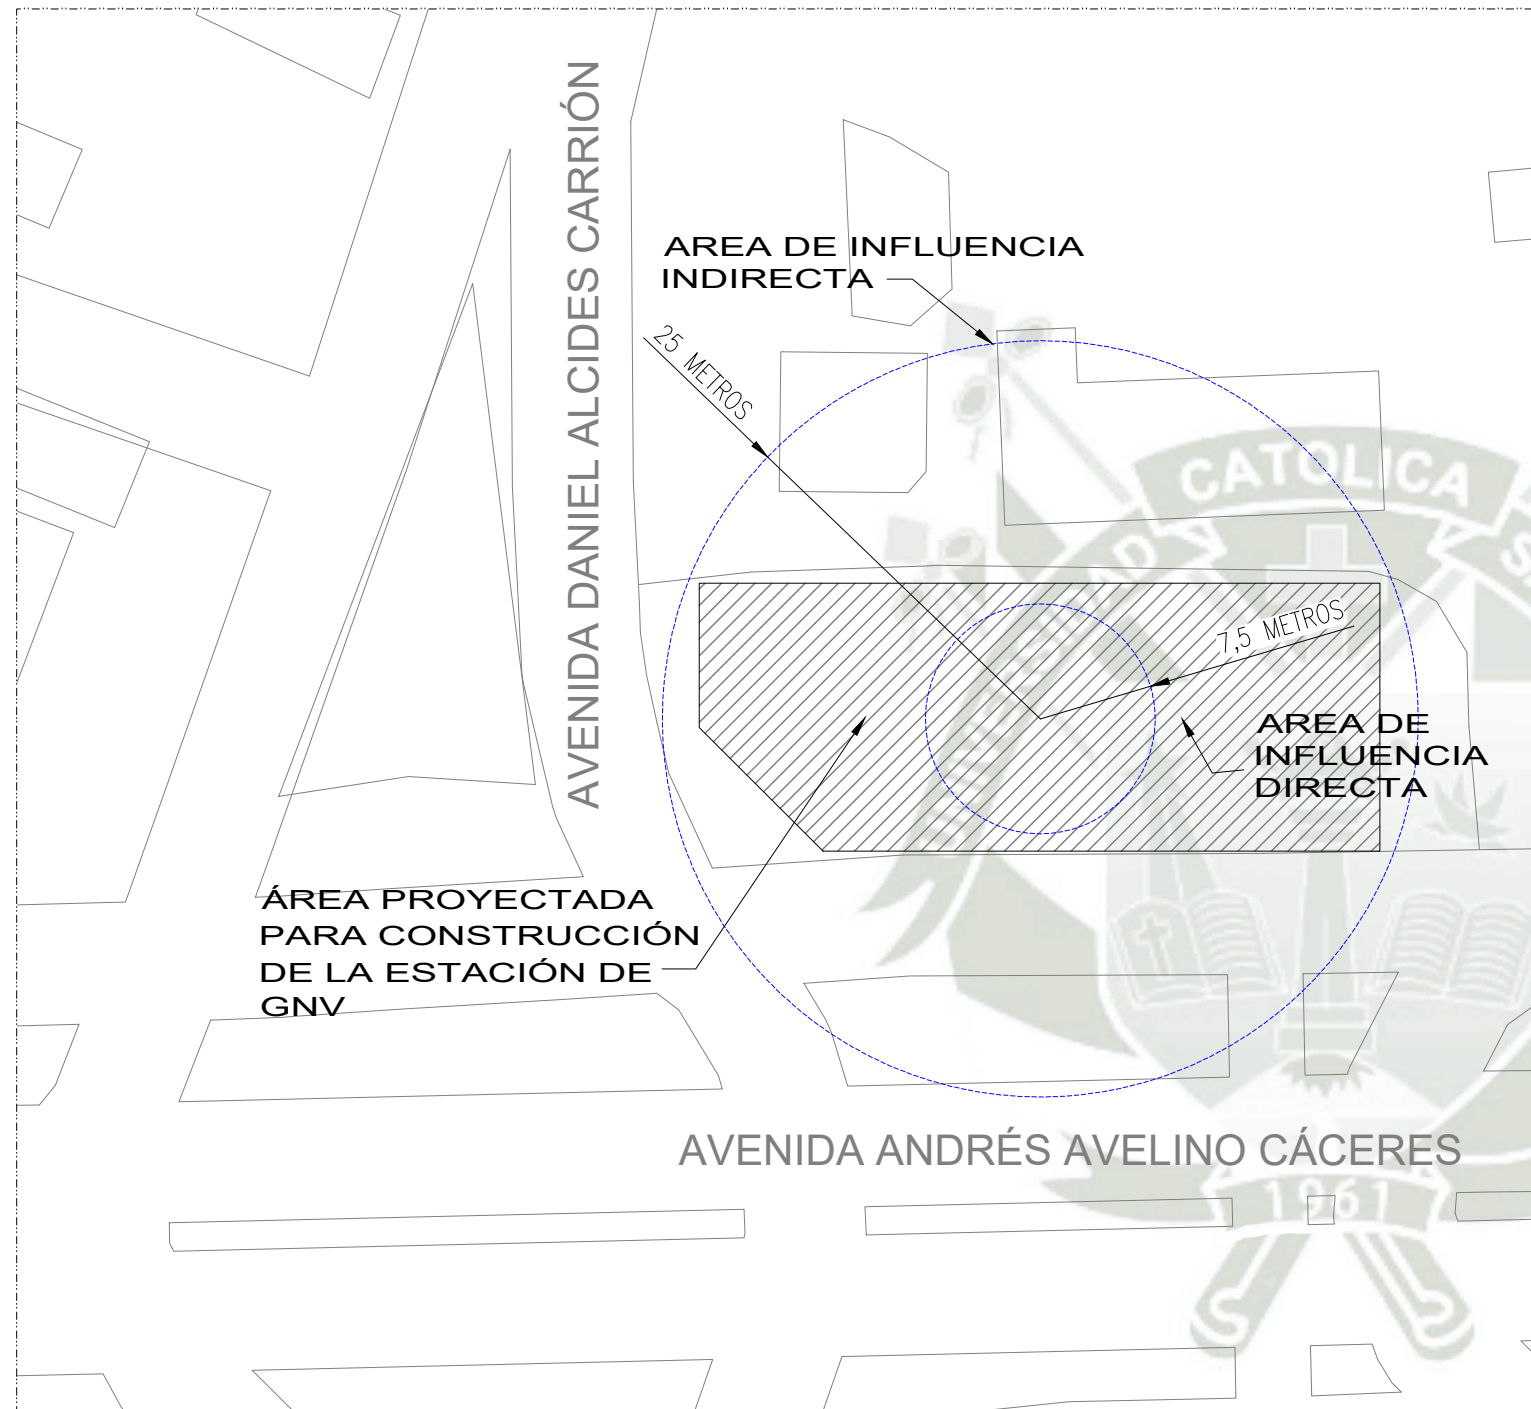 AVENIDA DANIEL ALCIDES CARRIÓN
AREA DE INFLUENCIA
INDIRECTA
25 METROS
CATOLICA
UNIVERSIDAD
7,5 METROS
AREA DE
INFLUENCIA
DIRECTA
ÁREA PROYECTADA
PARA CONSTRUCCIÓN
DE LA ESTACIÓN DE
GNV
AVENIDA ANDRÉS AVELINO CÁCERES
1961